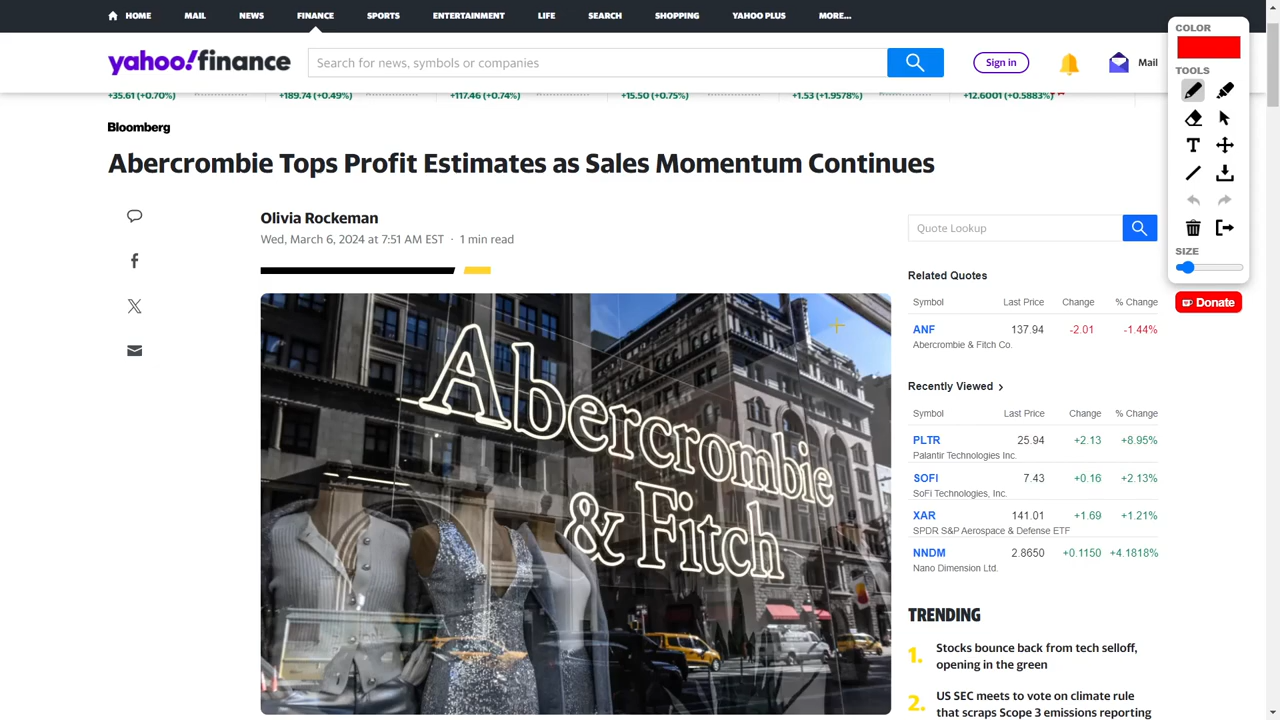 HOME MAIL NEWS FINANCE SPORTS ENTERTAINMENT LIFE SEARCH SHOPPING YAHOO PLUS MORE...
yahoo!finance
Search for news, symbols or companies
Sign in
Mail
+35.61 (+0.70%) +189.74 (+0.49%) +117.46 (+0.74%) +15.50 (+0.75%) +1.53 (+1.9578%) +12.6001 (+0.5883%)
Bloomberg
Abercrombie Tops Profit Estimates as Sales Momentum Continues
Olivia Rockeman
Wed, March 6, 2024 at 7:51 AM EST · 1 min read
Abercrombie
& Fitch
Quote Lookup
Related Quotes
Symbol Last Price Change % Change
ANF 137.94 -2.01 -1.44%
Abercrombie & Fitch Co.
Recently Viewed >
Symbol Last Price Change % Change
PLTR 25.94 +2.13 +8.95%
Palantir Technologies Inc.
SOFI 7.43 +0.16 +2.13%
SoFi Technologies, Inc.
XAR 141.01 +1.69 +1.21%
SPDR S&P Aerospace & Defense ETF
NNDM 2.8650 +0.1150 +4.1818%
Nano Dimension Ltd.
TRENDING
1. Stocks bounce back from tech selloff,
opening in the green
2. US SEC meets to vote on climate rule
that scraps Scope 3 emissions reporting
COLOR
TOOLS
T
SIZE
Donate